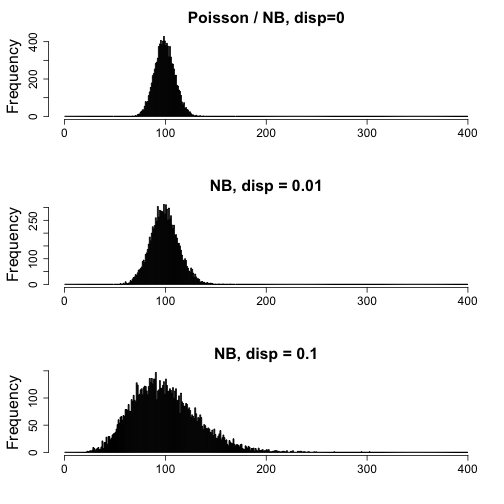 Poisson / NB, disp=0
Frequency
0 200 400
0 100 200 300 400
NB, disp = 0.01
Frequency
0 100 250
0 100 200 300 400
NB, disp = 0.1
Frequency
0 50 100
0 100 200 300 400